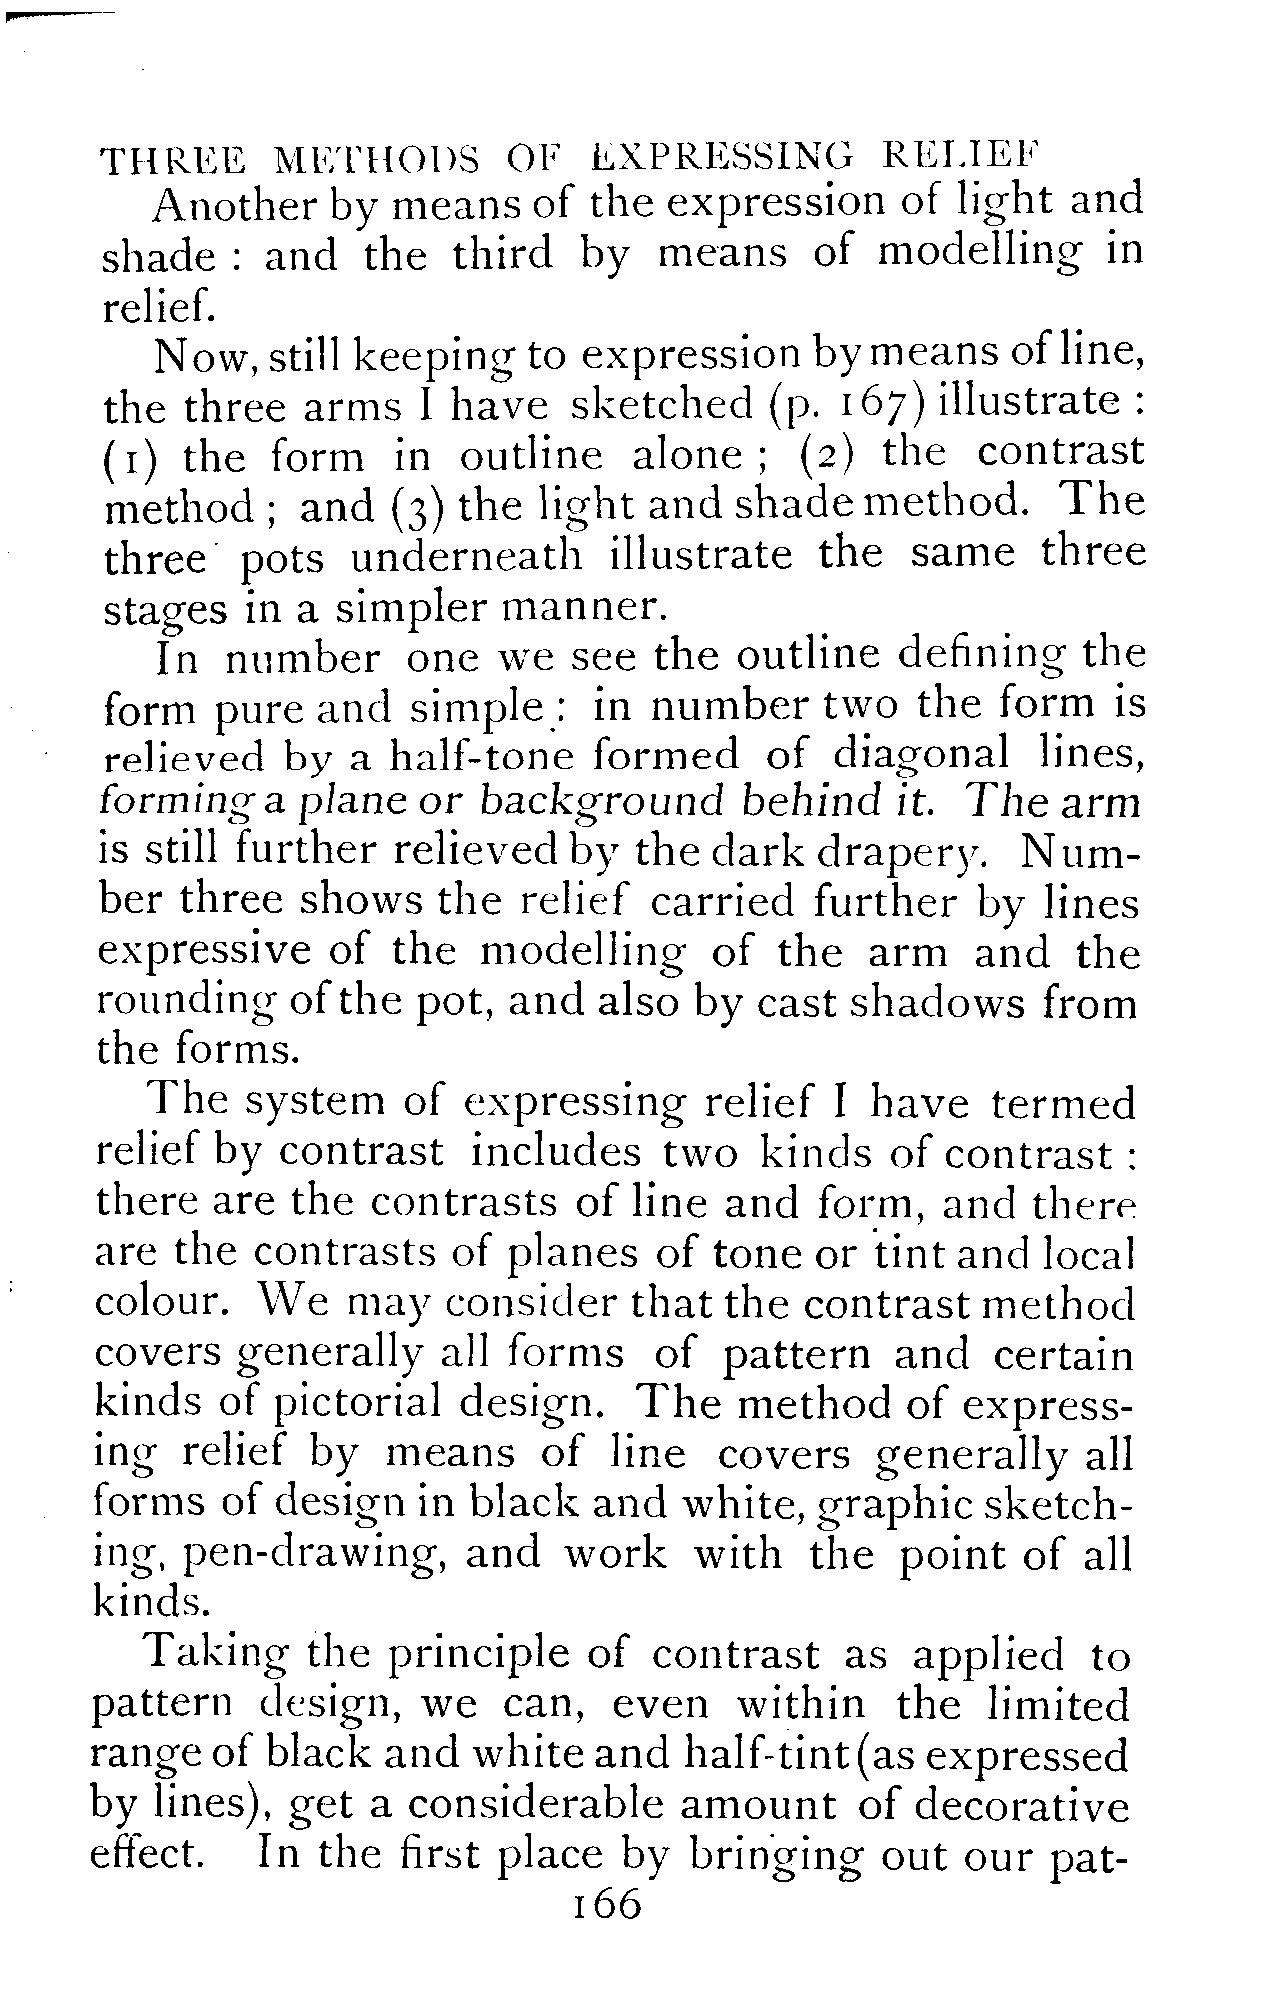 THREE METHODS OF EXPRESSING RELIEF
Another by means of the expression of light and
shade : and the third by means of modelling in
relief.
Now, still keeping to expression by means of line,
the three arms I have sketched (p. 167) illustrate :
(1) the form in outline alone ; (2) the contrast
method ; and (3) the light and shade method. The
three pots underneath illustrate the same three
stages in a simpler manner.
In number one we see the outline defining the
form pure and simple : in number two the form is
relieved by a half-tone formed of diagonal lines,
forming a plane or background behind it. The arm
is still further relieved by the dark drapery. Num-
ber three shows the relief carried further by lines
expressive of the modelling of the arm and the
rounding of the pot, and also by cast shadows from
the forms.
The system of expressing relief I have termed
relief by contrast includes two kinds of contrast :
there are the contrasts of line and form, and there
are the contrasts of planes of tone or tint and local
colour. We may consider that the contrast method
covers generally all forms of pattern and certain
kinds of pictorial design. The method of express-
ing relief by means of line covers generally all
forms of design in black and white, graphic sketch-
ing, pen-drawing, and work with the point of all
kinds.
Taking the principle of contrast as applied to
pattern design, we can, even within the limited
range of black and white and half-tint (as expressed
by lines), get a considerable amount of decorative
effect. In the first place by bringing out our pat-
166